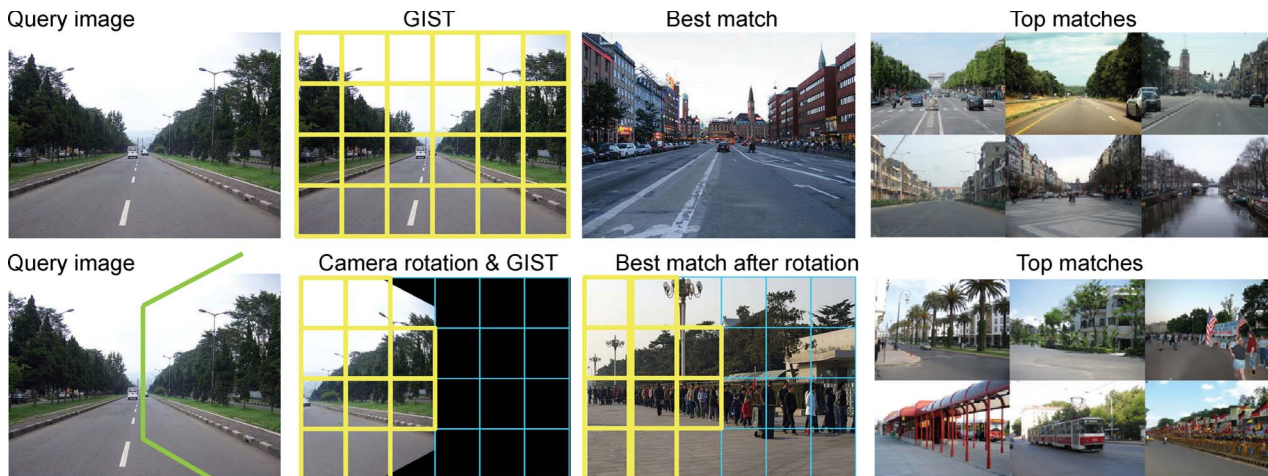 Query image
GIST
Best match
Top matches
Query image
Camera rotation & GIST
Best match after rotation
Top matches